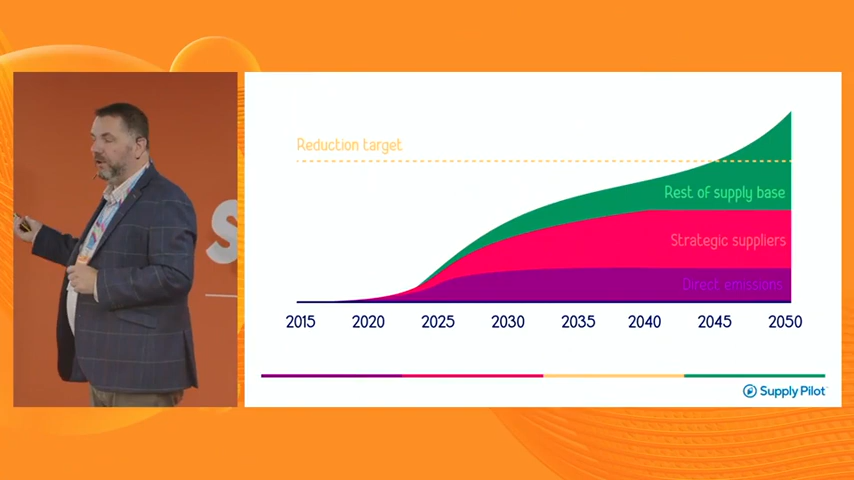 S
Reduction target
Rest of supply base
Strategic suppliers
Direct emissions
2015 2020 2025 2030 2035 2040 2045 2050
Supply Pilot